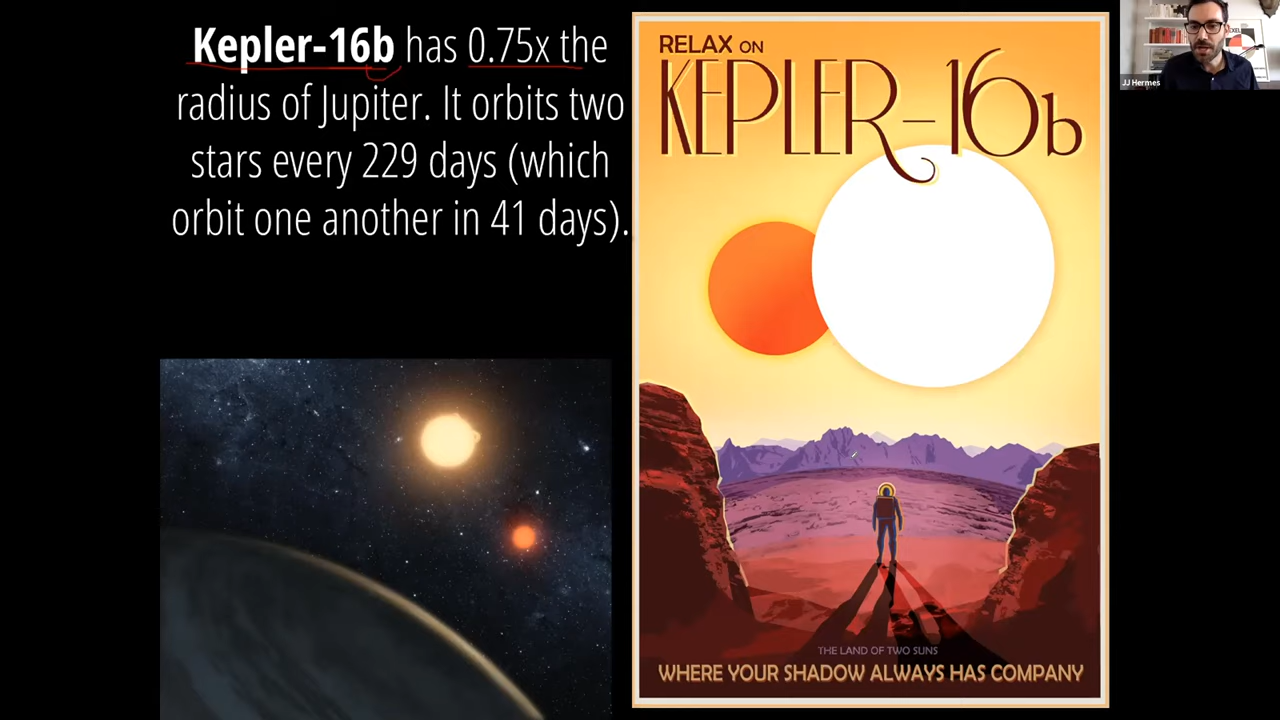 Kepler-16b has 0.75x the
radius of Jupiter. It orbits two
stars every 229 days (which
orbit one another in 41 days).
RELAX ON
KEPLER-16b
THE LAND OF TWO SUNS
WHERE YOUR SHADOW ALWAYS HAS COMPANY
JJ Hermes